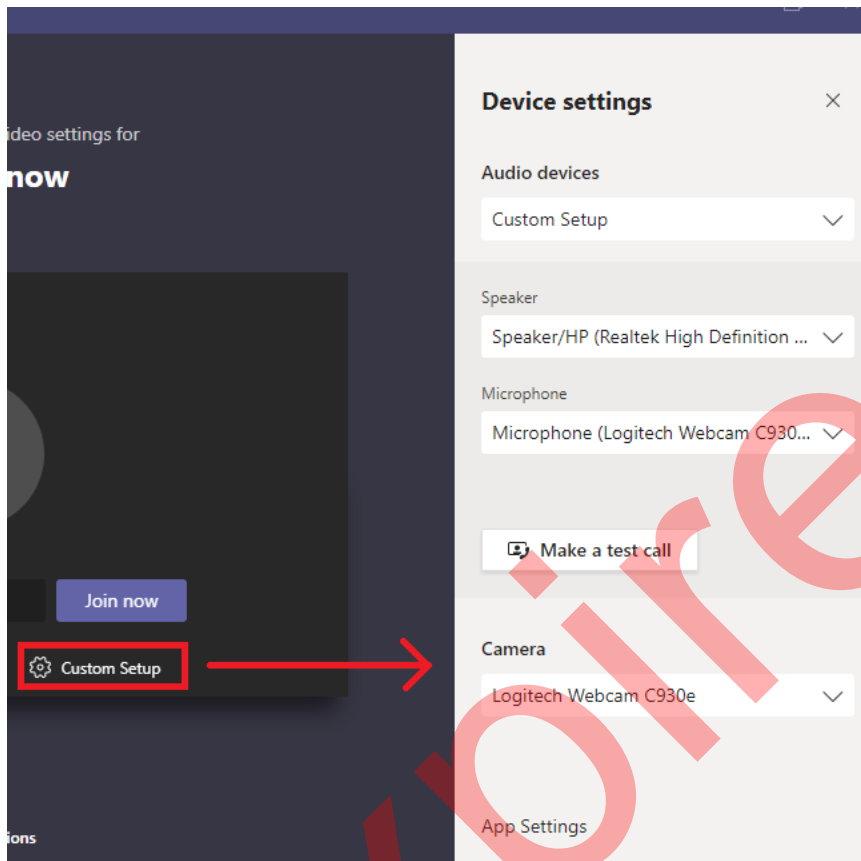 ideo settings for
now
Join now
Custom Setup
ions
Device settings
Audio devices
Custom Setup
Speaker
Speaker/HP (Realtek High Definition ...
Microphone
Microphone (Logitech Webcam C930...
Make a test call
Camera
Logitech Webcam C930e
App Settings
pire